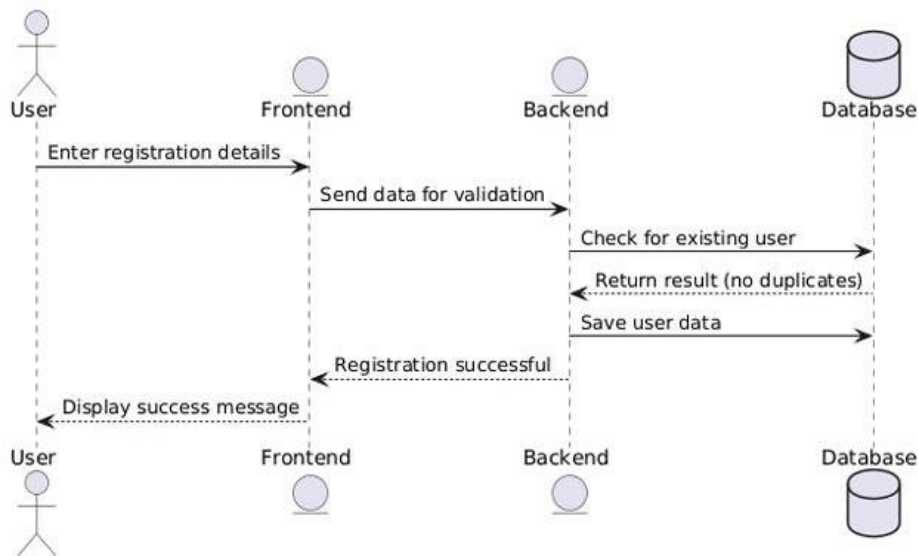 User
Frontend
Backend
Database
Enter registration details
Send data for validation
Check for existing user
Return result (no duplicates)
Save user data
Registration successful
Display success message
User
Frontend
Backend
Database